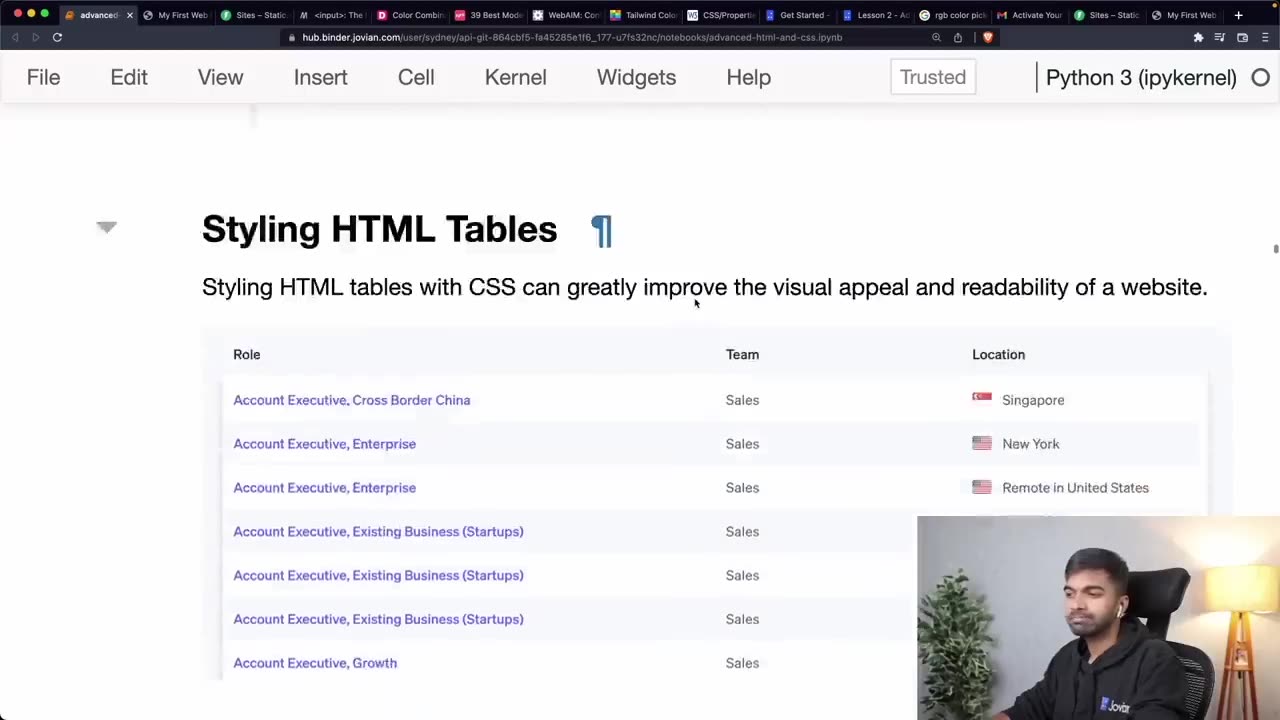 advanced-
My First Web
Sites – Static
<input>: The
Color Combin
39 Best Mode
WebAIM: Con
Tailwind Colo
CSS/Propertie
Get Started -
Lesson 2 - Ad
rgb color pick
Activate Your
Sites – Static
My First Web
hub.binder.jovian.com/user/sydney/api-git-864cbf5-fa45285e1f6_177-u7fs32nc/notebooks/advanced-html-and-css.ipynb
File Edit View Insert Cell Kernel Widgets Help Trusted Python 3 (ipykernel)
Styling HTML Tables ¶
Styling HTML tables with CSS can greatly improve the visual appeal and readability of a website.
Role Team Location
Account Executive, Cross Border China Sales Singapore
Account Executive, Enterprise Sales New York
Account Executive, Enterprise Sales Remote in United States
Account Executive, Existing Business (Startups) Sales
Account Executive, Existing Business (Startups) Sales
Account Executive, Existing Business (Startups) Sales
Account Executive, Growth Sales
Jovian